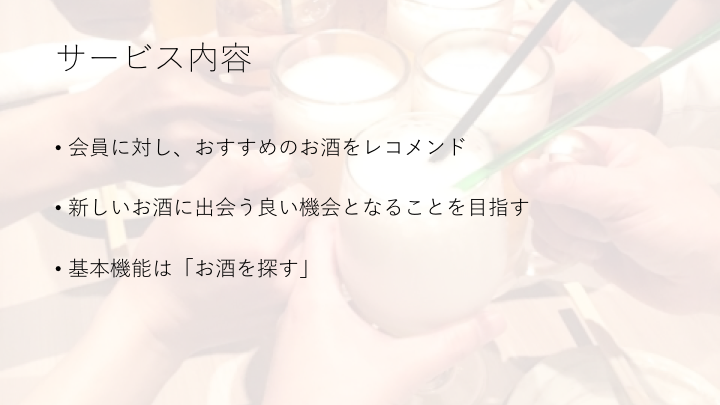 サービス内容
• 会員に対し、おすすめのお酒をレコメンド
• 新しいお酒に出会う良い機会となることを目指す
• 基本機能は「お酒を探す」